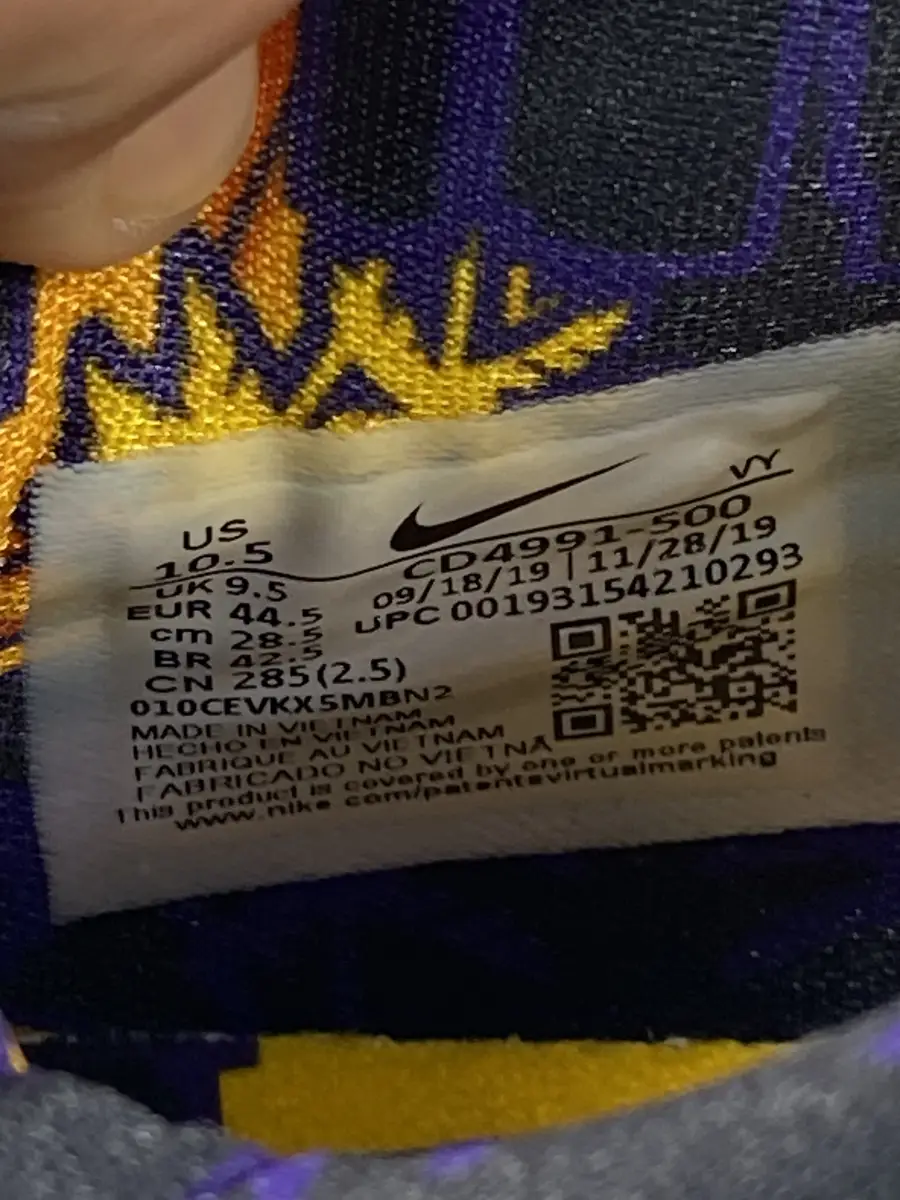 US
10.5
UK 9.5
EUR 44.5
cm 28.5
BR 42.5
CN 285(2.5)
VY
CD4991-500
09/18/19 | 11/28/19
UPC 00193154210293
010CEVKX5MBN2
MADE IN VIETNAM
HECHO EN VIETNAM
FABRIQUE AU VIETNAM
FABRICADO NO VIETNÃ
This product is covered by one or more patents
www.nike.com/patentsvirtualmarking